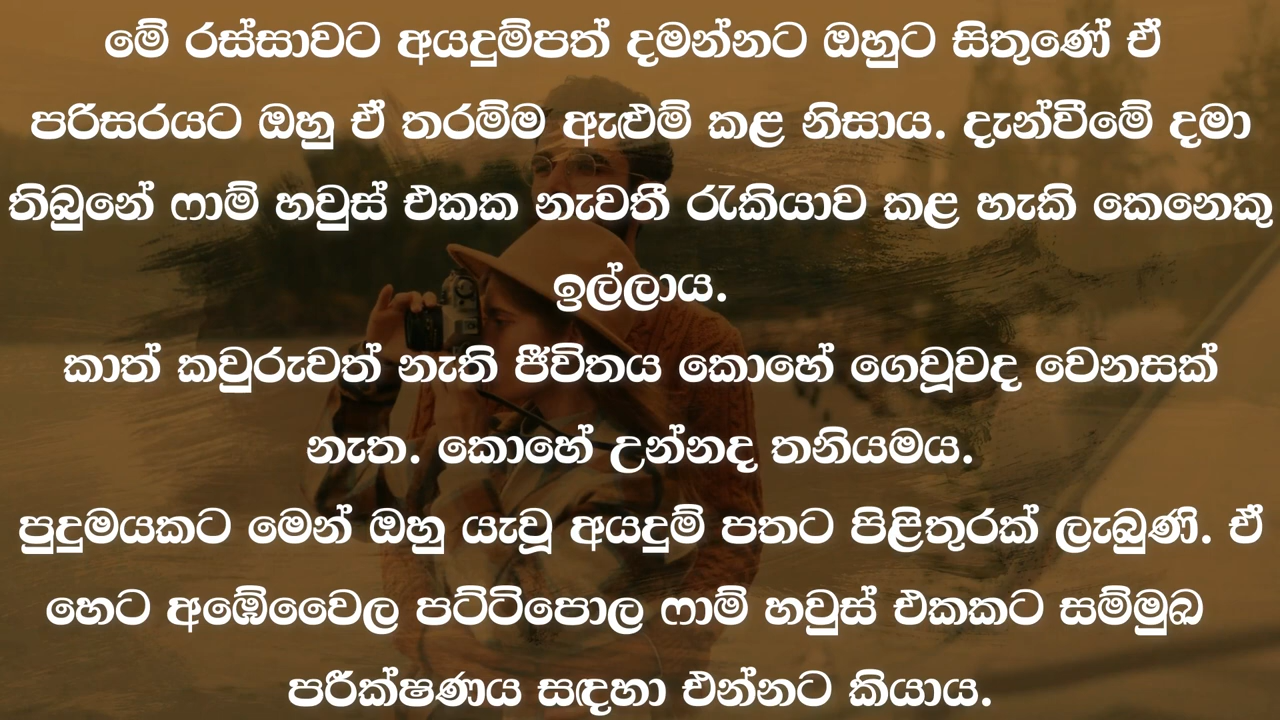 මේ රස්සාවට අයදුම්පත් දමන්නට ඔහුට සිතුණේ ඒ
පරිසරයට ඔහු ඒ තරම්ම ඇළුම් කළ නිසාය. දැන්වීමේ දමා
තිබුනේ ෆාම් හවුස් එකක නැවතී රැකියාව කළ හැකි කෙනෙකු
ඉල්ලාය.
කාත් කවුරුවත් නැති ජීවිතය කොහේ ගෙවූවද වෙනසක්
නැත. කොහේ උන්නද තනියමය.
පුදුමයකට මෙන් ඔහු යැවූ අයදුම් පතට පිළිතුරක් ලැබුණි. ඒ
හෙට අඹේවෙැල පට්ටිපොල ෆාම් හවුස් එකකට සම්මුඛ
පරීක්ෂණය සඳහා එන්නට කියාය.